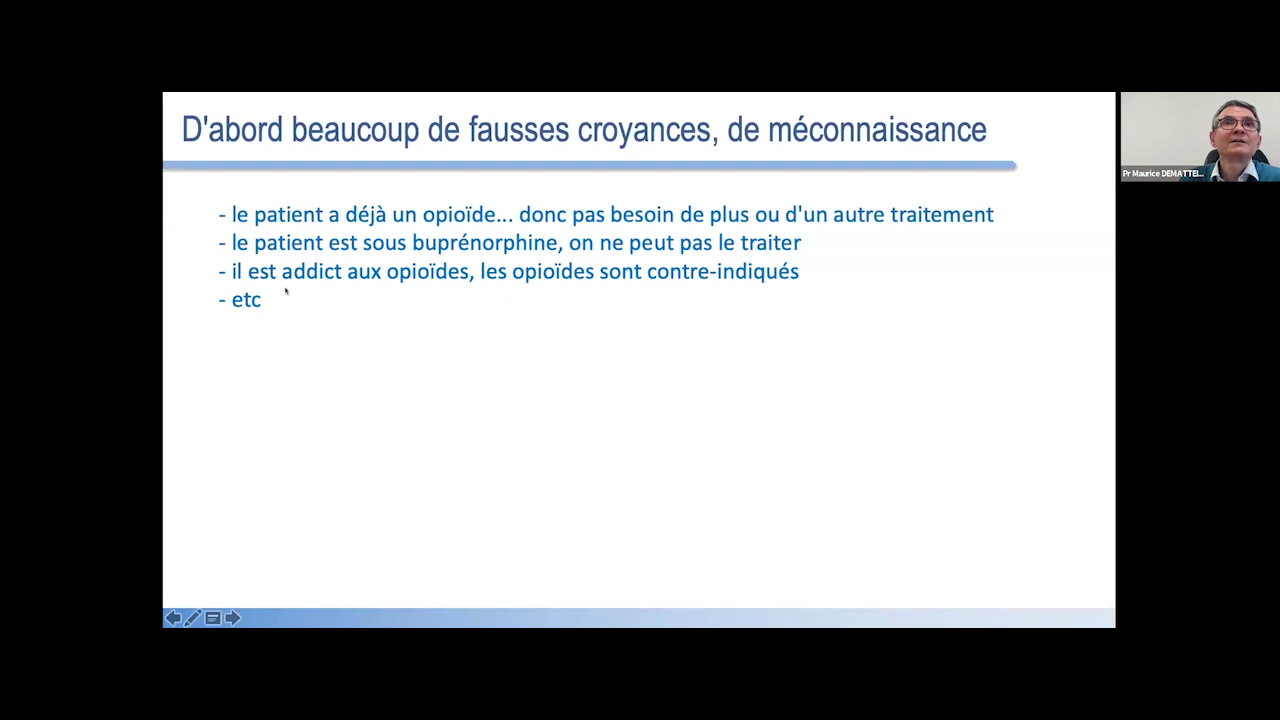 D'abord beaucoup de fausses croyances, de méconnaissance
- le patient a déjà un opioïde... donc pas besoin de plus ou d'un autre traitement
- le patient est sous buprénorphine, on ne peut pas le traiter
- il est addict aux opioïdes, les opioïdes sont contre-indiqués
- etc
Pr Maurice DEMATTEI...